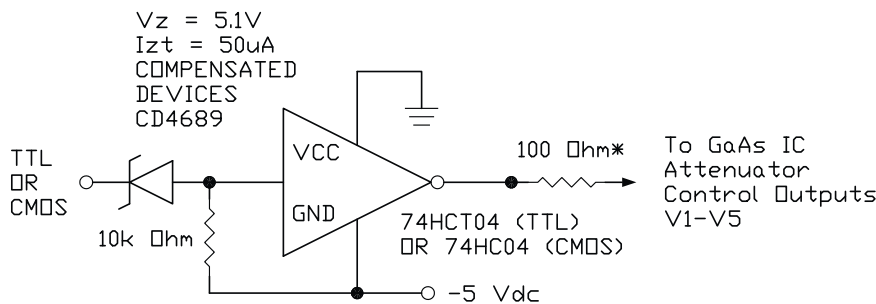 Vz = 5.1V
Izt = 50uA
COMPENSATED
DEVICES
CD4689
TTL
OR
CMOS
10k Ohm
VCC
GND
100 Ohm*
74HCT04 (TTL)
OR 74HC04 (CMOS)
-5 Vdc
To GaAs IC
Attenuator
Control Outputs
V1-V5